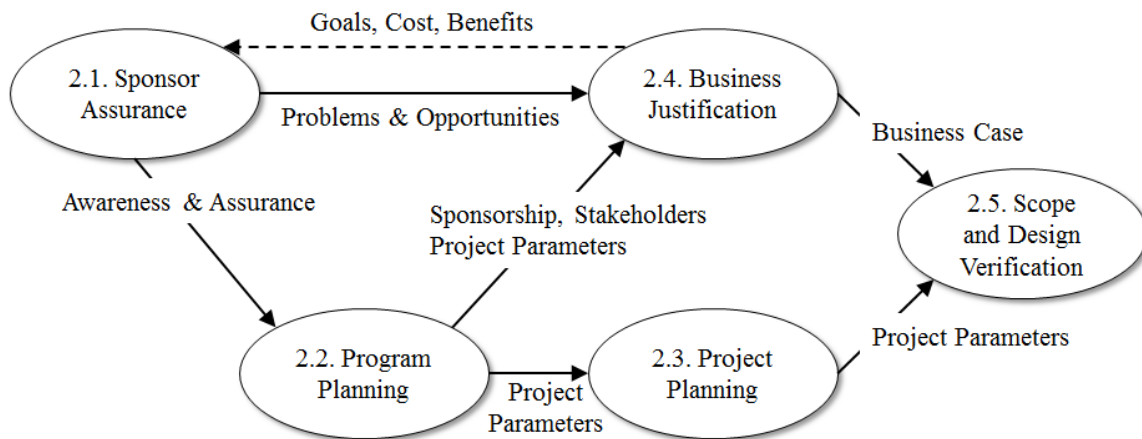 Goals, Cost, Benefits
2.1. Sponsor
Assurance
Problems & Opportunities
2.4. Business
Justification
Business Case
Awareness & Assurance
Sponsorship, Stakeholders
Project Parameters
2.5. Scope
and Design
Verification
2.2. Program
Planning
Project
Parameters
2.3. Project
Planning
Project Parameters